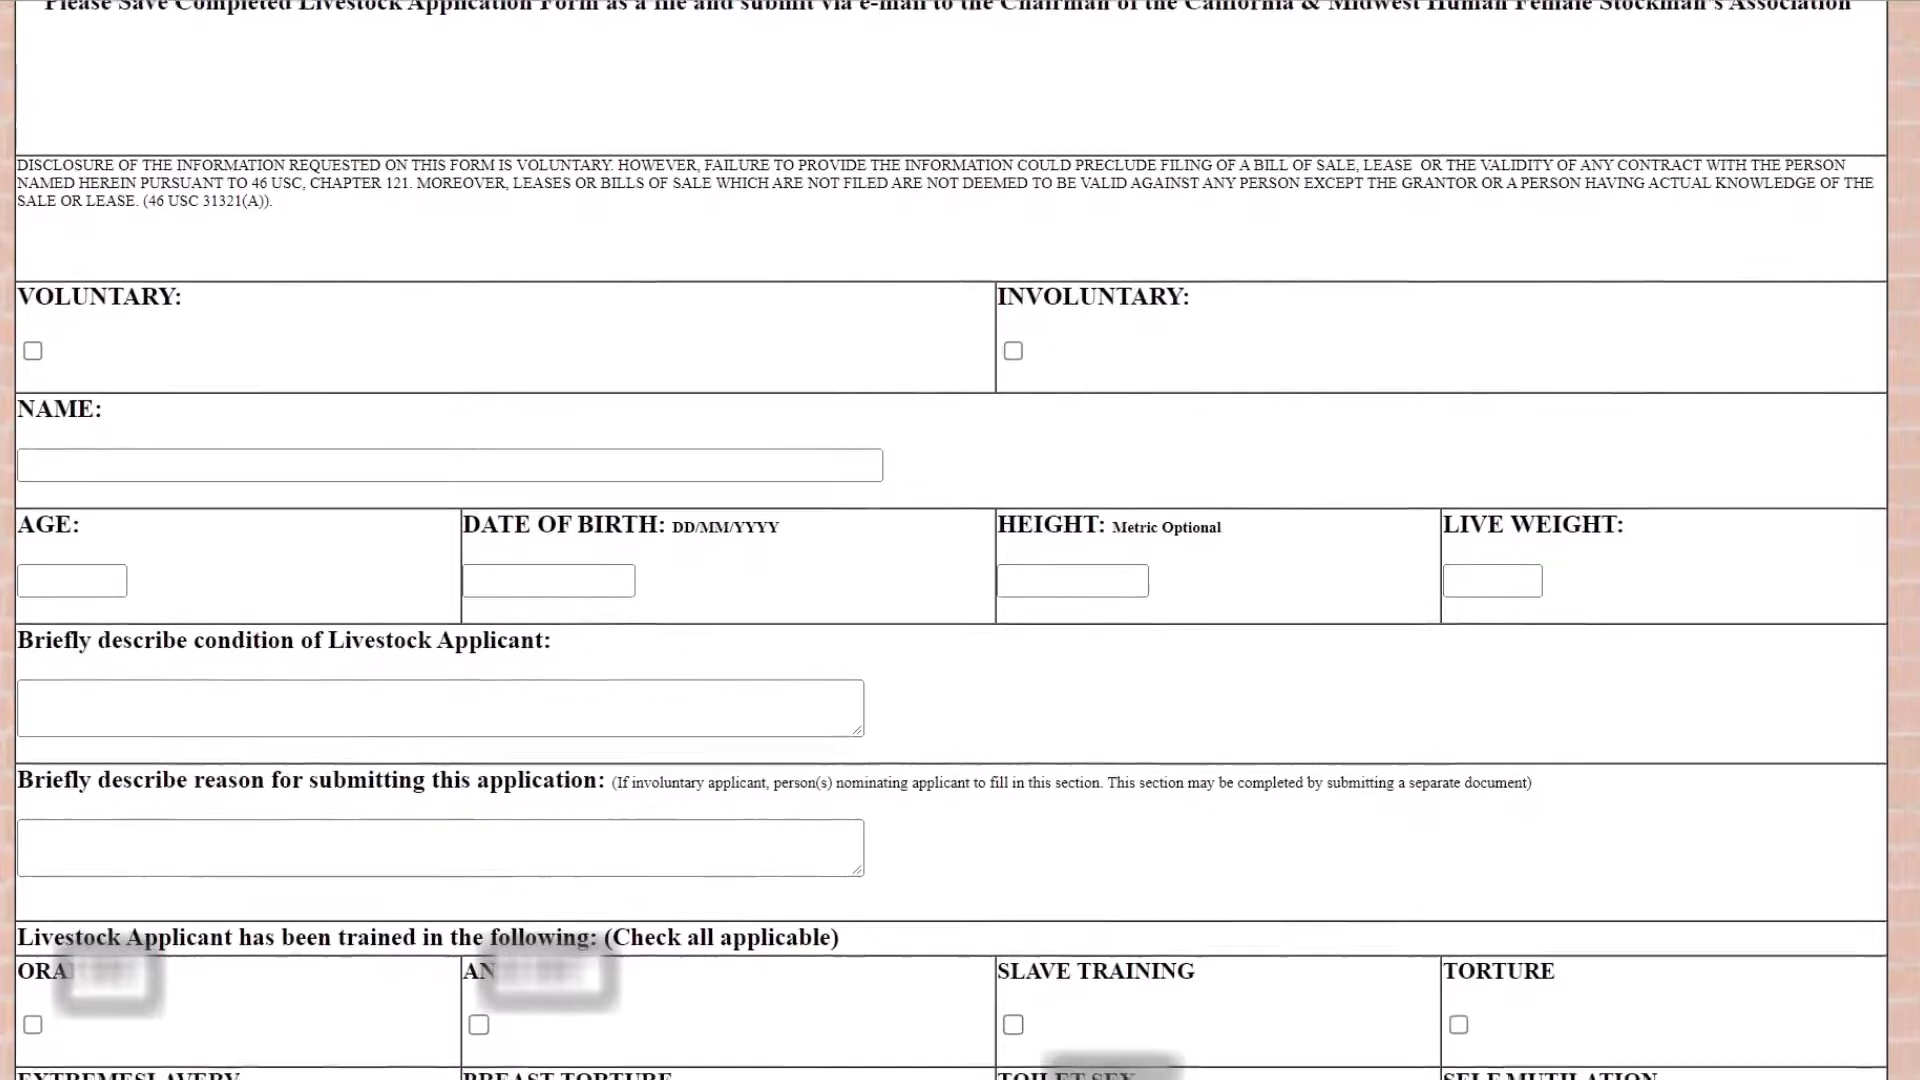 Please Save Completed Livestock Application Form as a file and submit via e-mail to the Chairman of the California & Midwest Human Female Stockman's Association
DISCLOSURE OF THE INFORMATION REQUESTED ON THIS FORM IS VOLUNTARY. HOWEVER, FAILURE TO PROVIDE THE INFORMATION COULD PRECLUDE FILING OF A BILL OF SALE, LEASE OR THE VALIDITY OF ANY CONTRACT WITH THE PERSON
NAMED HEREIN PURSUANT TO 46 USC, CHAPTER 121. MOREOVER, LEASES OR BILLS OF SALE WHICH ARE NOT FILED ARE NOT DEEMED TO BE VALID AGAINST ANY PERSON EXCEPT THE GRANTOR OR A PERSON HAVING ACTUAL KNOWLEDGE OF THE
SALE OR LEASE. (46 USC 31321(A)).
VOLUNTARY: INVOLUNTARY:
NAME:
AGE: DATE OF BIRTH: DD/MM/YYYY HEIGHT: Metric Optional LIVE WEIGHT:
Briefly describe condition of Livestock Applicant:
Briefly describe reason for submitting this application: (If involuntary applicant, person(s) nominating applicant to fill in this section. This section may be completed by submitting a separate document)
Livestock Applicant has been trained in the following: (Check all applicable)
SLAVE TRAINING TORTURE
EXTREMESLAVERY BREAST TORTURE TOILET SEX SELF MUTILATION